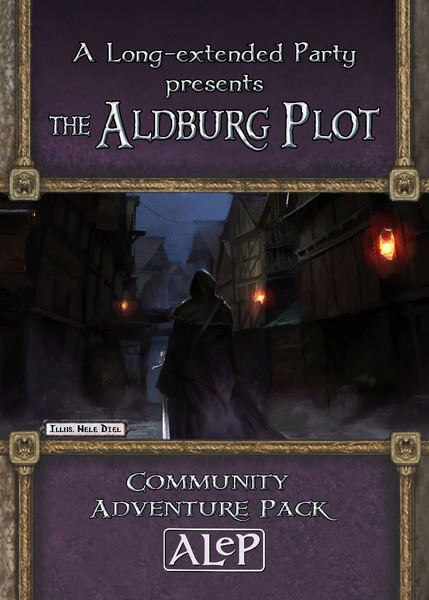 A Long-extended Party
presents
the Aldburg Plot
Illus. Nele Diel
Community
Adventure Pack
ALeP